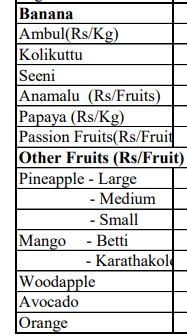 Banana
Ambul(Rs/Kg)
Kolikuttu
Seeni
Anamalu (Rs/Fruits)
Papaya (Rs/Kg)
Passion Fruits(Rs/Fruit
Other Fruits (Rs/Fruit)
Pineapple - Large
- Medium
- Small
Mango - Betti
- Karathakol
Woodapple
Avocado
Orange